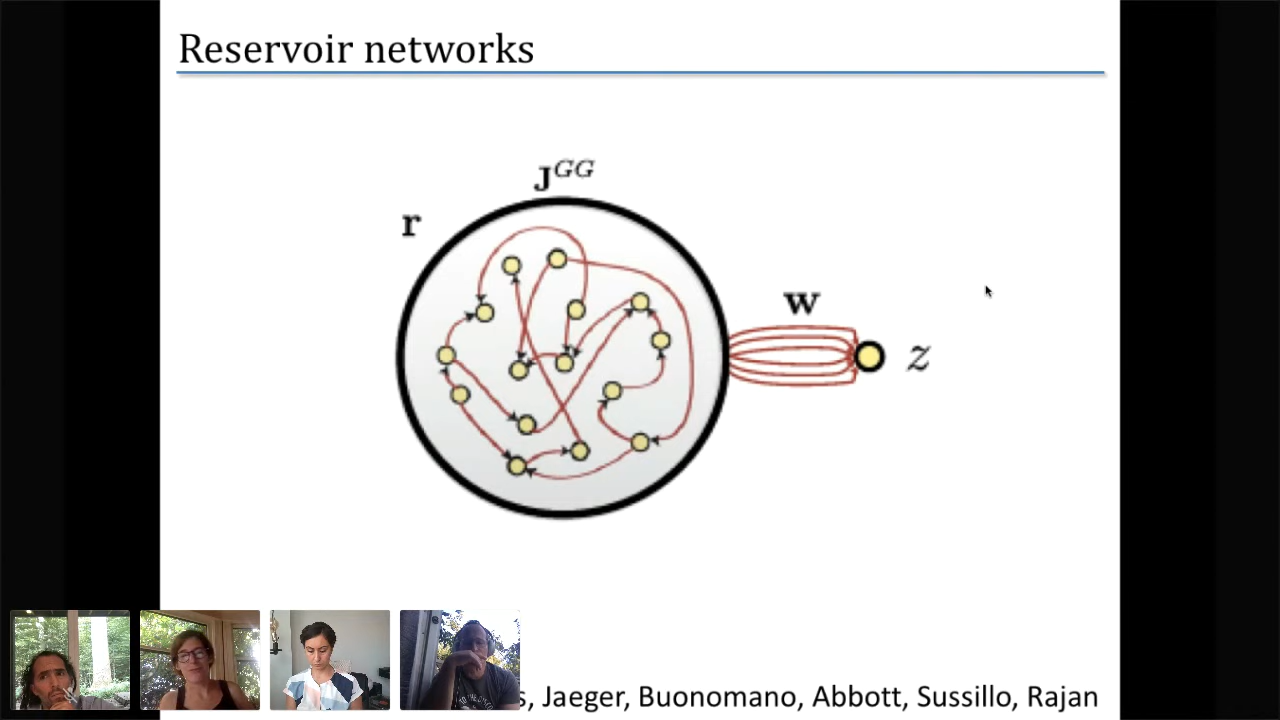 Reservoir networks
J^{GG}
r
w
z
Jaeger, Buonomano, Abbott, Sussillo, Rajan